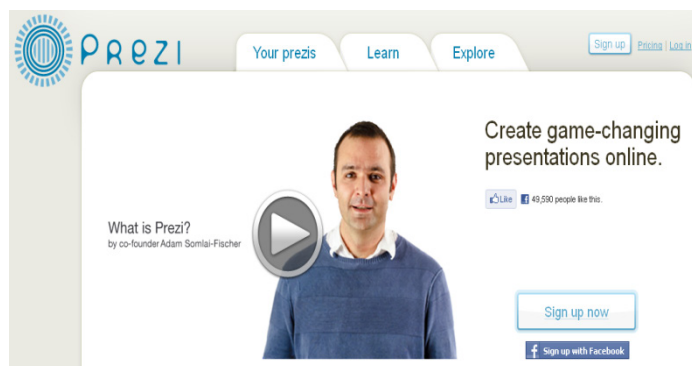 PREZI
Your prezis
Learn
Explore
Sign up
Pricing | Log in
Create game-changing
presentations online.
Like
49,590 people like this.
What is Prezi?
by co-founder Adam Somlai-Fischer
Sign up now
f Sign up with Facebook